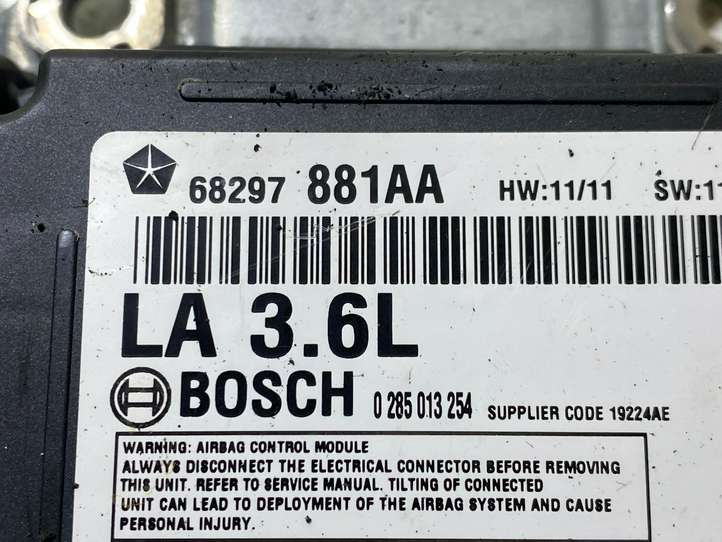 68297 881AA HW:11/11 SW:11
LA 3.6L
BOSCH 0 285 013 254 SUPPLIER CODE 19224AE
WARNING: AIRBAG CONTROL MODULE
ALWAYS DISCONNECT THE ELECTRICAL CONNECTOR BEFORE REMOVING
THIS UNIT. REFER TO SERVICE MANUAL. TILTING OF CONNECTED
UNIT CAN LEAD TO DEPLOYMENT OF THE AIRBAG SYSTEM AND CAUSE
PERSONAL INJURY.